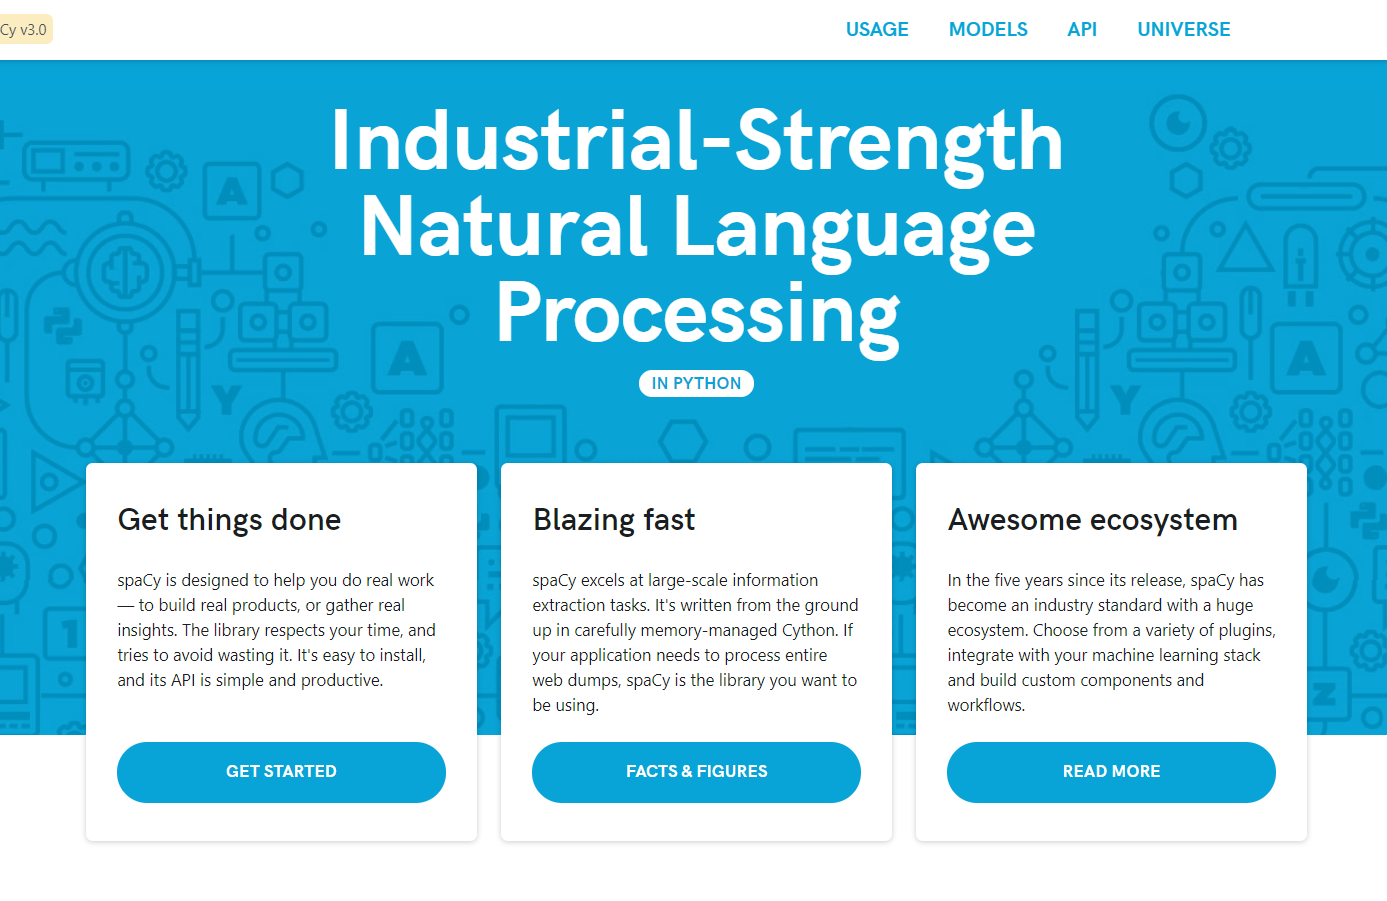 Cy v3.0
USAGE MODELS API UNIVERSE
Industrial-Strength
Natural Language
Processing
IN PYTHON
Get things done
spaCy is designed to help you do real work
— to build real products, or gather real
insights. The library respects your time, and
tries to avoid wasting it. It's easy to install,
and its API is simple and productive.
GET STARTED
Blazing fast
spaCy excels at large-scale information
extraction tasks. It's written from the ground
up in carefully memory-managed Cython. If
your application needs to process entire
web dumps, spaCy is the library you want to
be using.
FACTS & FIGURES
Awesome ecosystem
In the five years since its release, spaCy has
become an industry standard with a huge
ecosystem. Choose from a variety of plugins,
integrate with your machine learning stack
and build custom components and
workflows.
READ MORE
A
A
Y
A
Y
1
Z